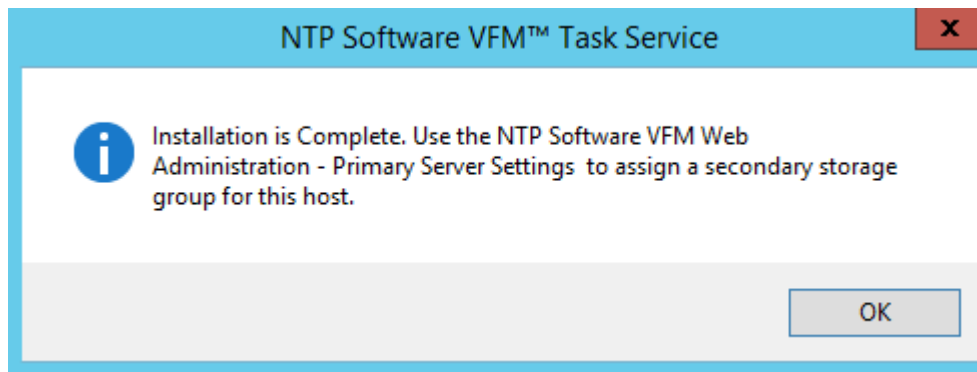 NTP Software VFM™ Task Service
x
Installation is Complete. Use the NTP Software VFM Web
Administration - Primary Server Settings  to assign a secondary storage
group for this host.
OK